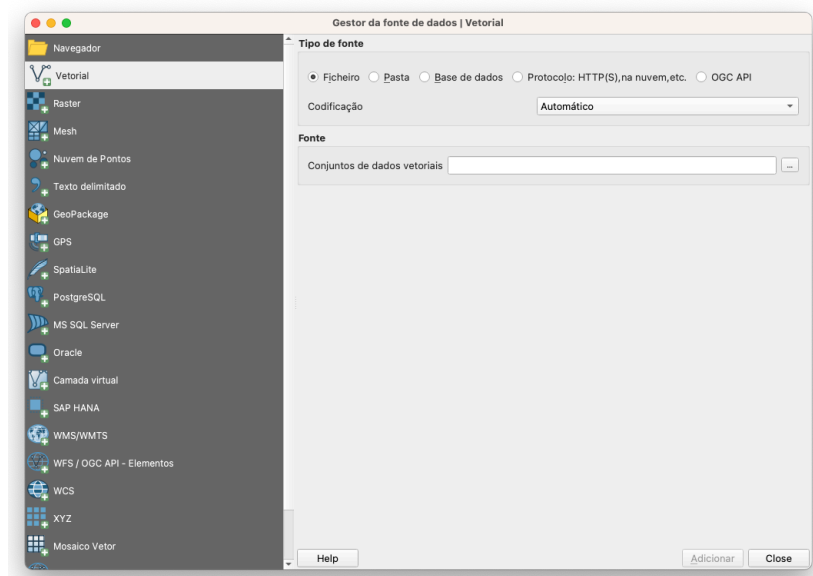 Gestor da fonte de dados | Vetorial
Navegador
Vetorial
Raster
Mesh
Nuvem de Pontos
Texto delimitado
GeoPackage
GPS
SpatiaLite
PostgreSQL
MS SQL Server
Oracle
Camada virtual
SAP HANA
WMS/WMTS
WFS / OGC API - Elementos
WCS
XYZ
Mosaico Vetor
Tipo de fonte
Ficheiro Pasta Base de dados Protocolo: HTTP(S),na nuvem,etc. OGC API
Codificação Automático
Fonte
Conjuntos de dados vetoriais ...
Help Adicionar Close